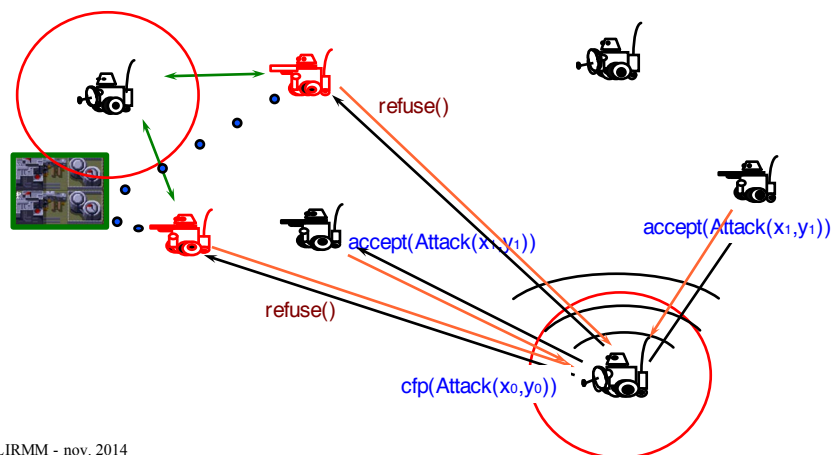 refuse()
accept(Attack(x₁,y₁))
accept(Attack(x₁,y₁))
refuse()
cfp(Attack(x₀,y₀))
LIRMM - nov. 2014